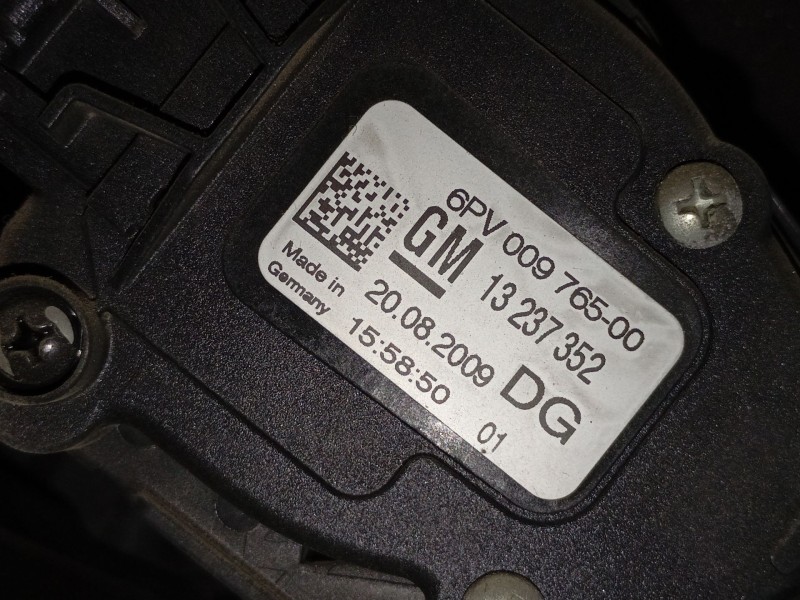 6PV 009 765-00
GM 13 237 352
Made in
Germany
20.08.2009 DG
15:58:50 01